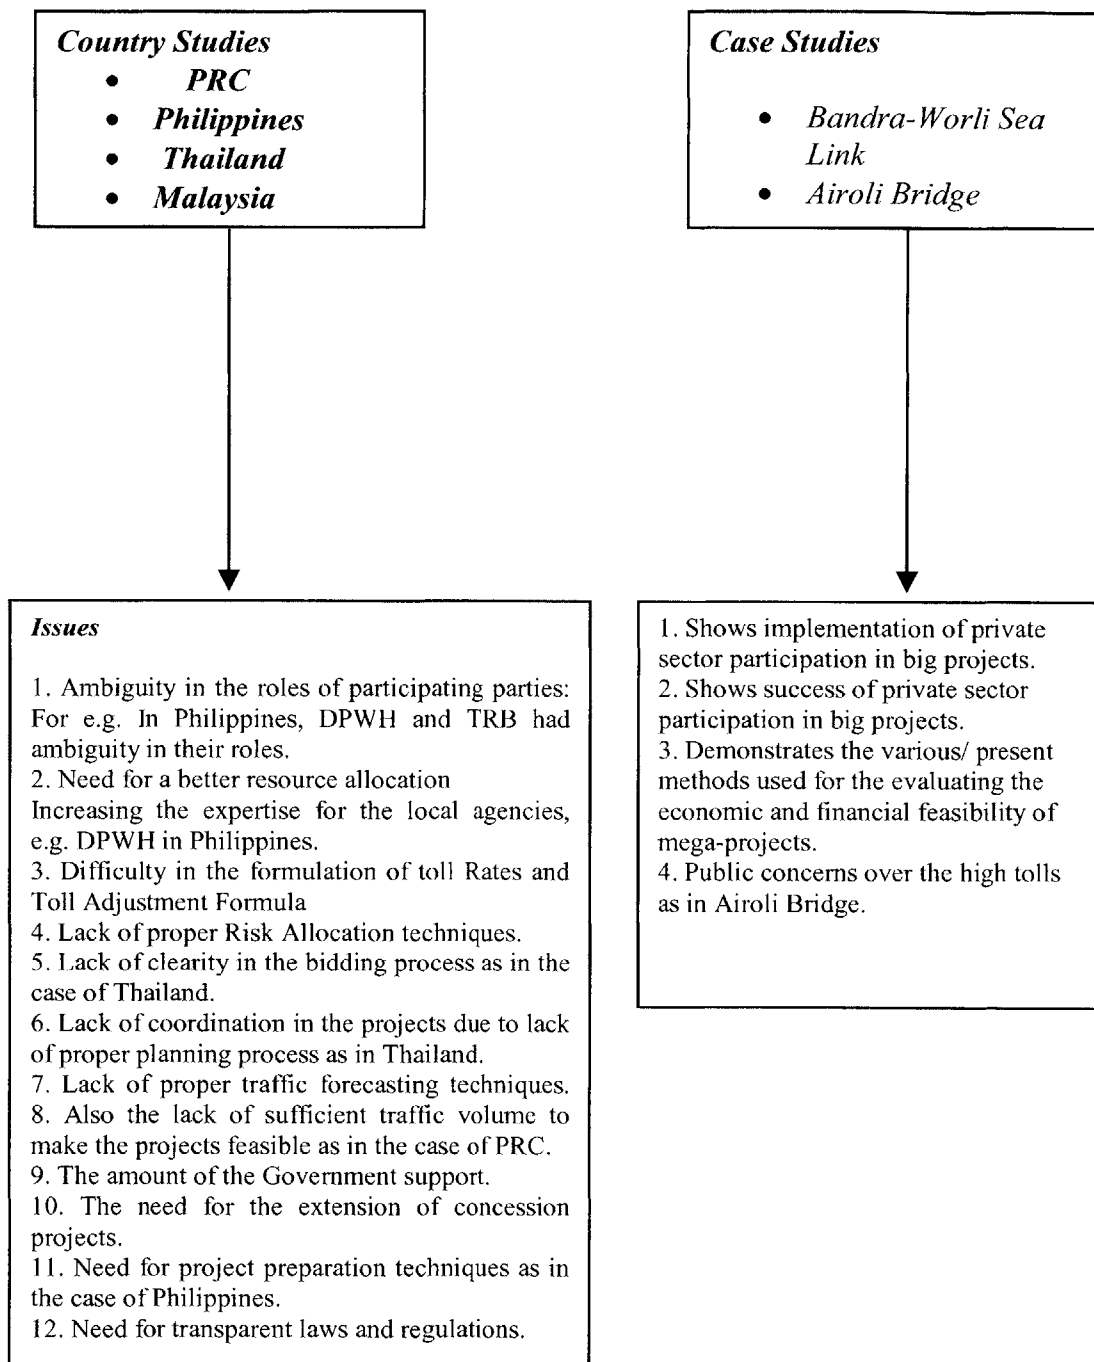 Country Studies
• PRC
• Philippines
• Thailand
• Malaysia
Case Studies
• Bandra-Worli Sea
Link
• Airoli Bridge
Issues
1. Ambiguity in the roles of participating parties:
For e.g. In Philippines, DPWH and TRB had
ambiguity in their roles.
2. Need for a better resource allocation
Increasing the expertise for the local agencies,
e.g. DPWH in Philippines.
3. Difficulty in the formulation of toll Rates and
Toll Adjustment Formula
4. Lack of proper Risk Allocation techniques.
5. Lack of clearity in the bidding process as in the
case of Thailand.
6. Lack of coordination in the projects due to lack
of proper planning process as in Thailand.
7. Lack of proper traffic forecasting techniques.
8. Also the lack of sufficient traffic volume to
make the projects feasible as in the case of PRC.
9. The amount of the Government support.
10. The need for the extension of concession
projects.
11. Need for project preparation techniques as in
the case of Philippines.
12. Need for transparent laws and regulations.
1. Shows implementation of private
sector participation in big projects.
2. Shows success of private sector
participation in big projects.
3. Demonstrates the various/ present
methods used for the evaluating the
economic and financial feasibility of
mega-projects.
4. Public concerns over the high tolls
as in Airoli Bridge.